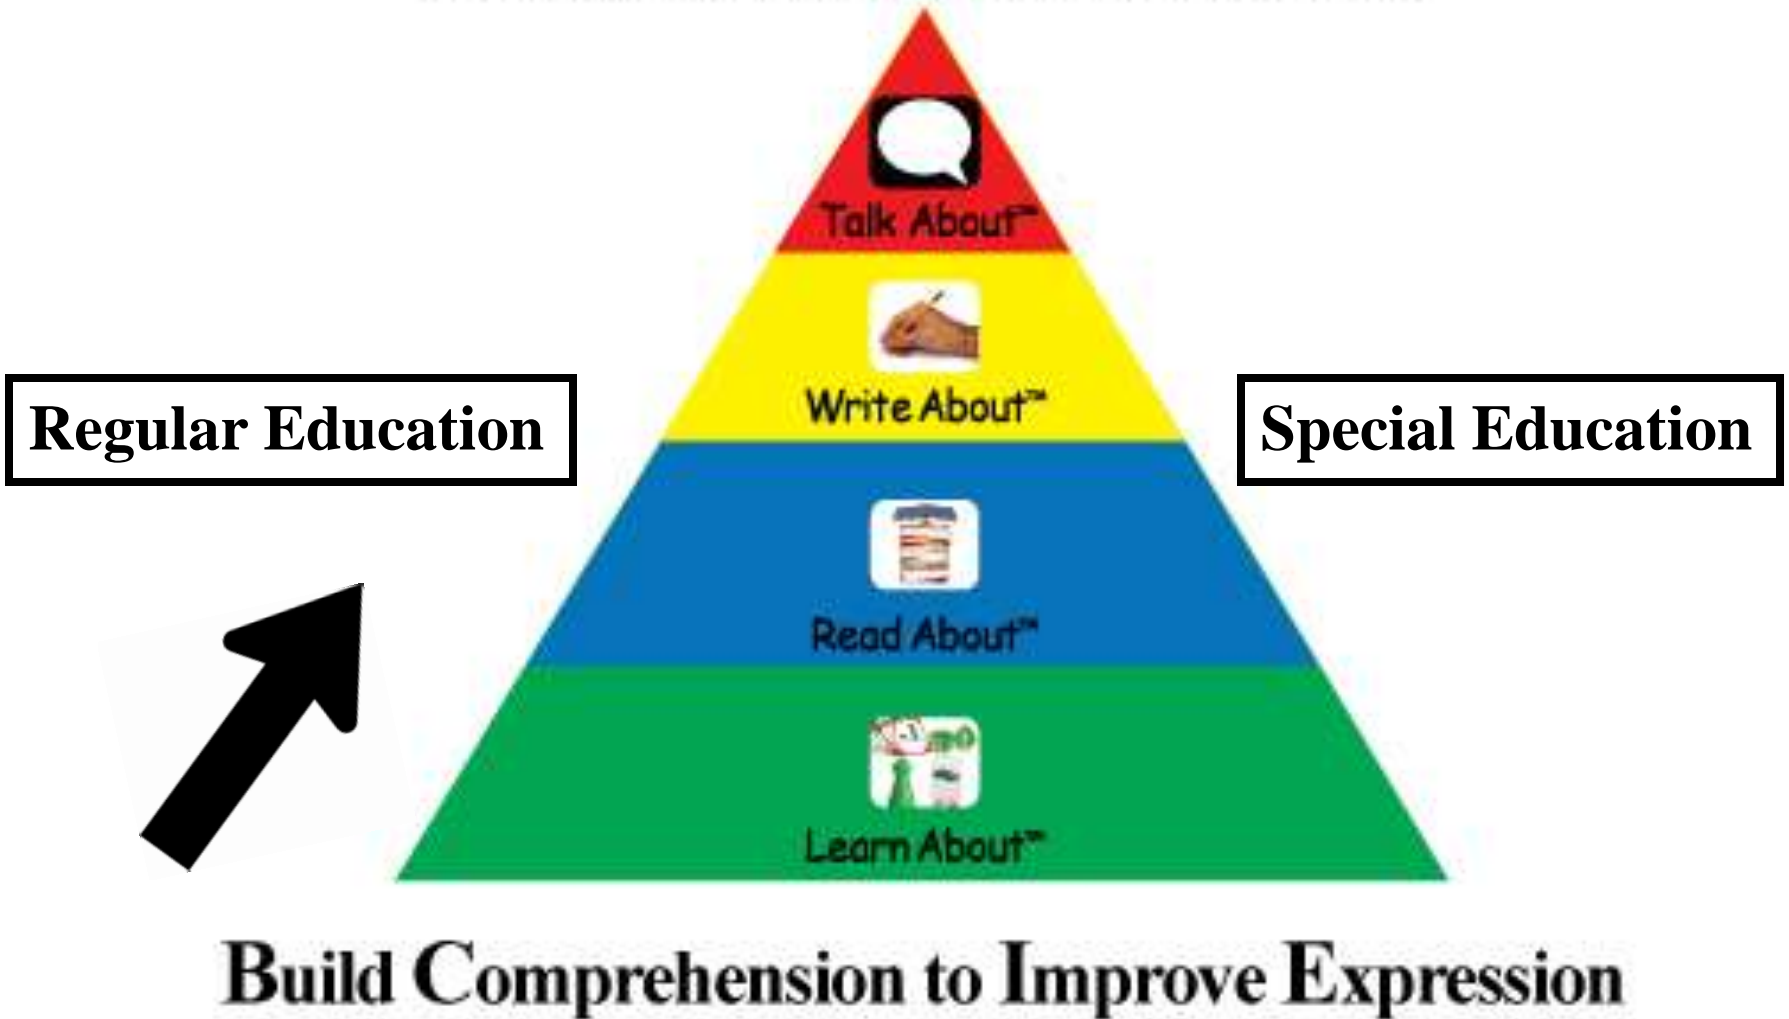 Talk About™
Write About™
Regular Education
Special Education
Read About™
Learn About™
Build Comprehension to Improve Expression